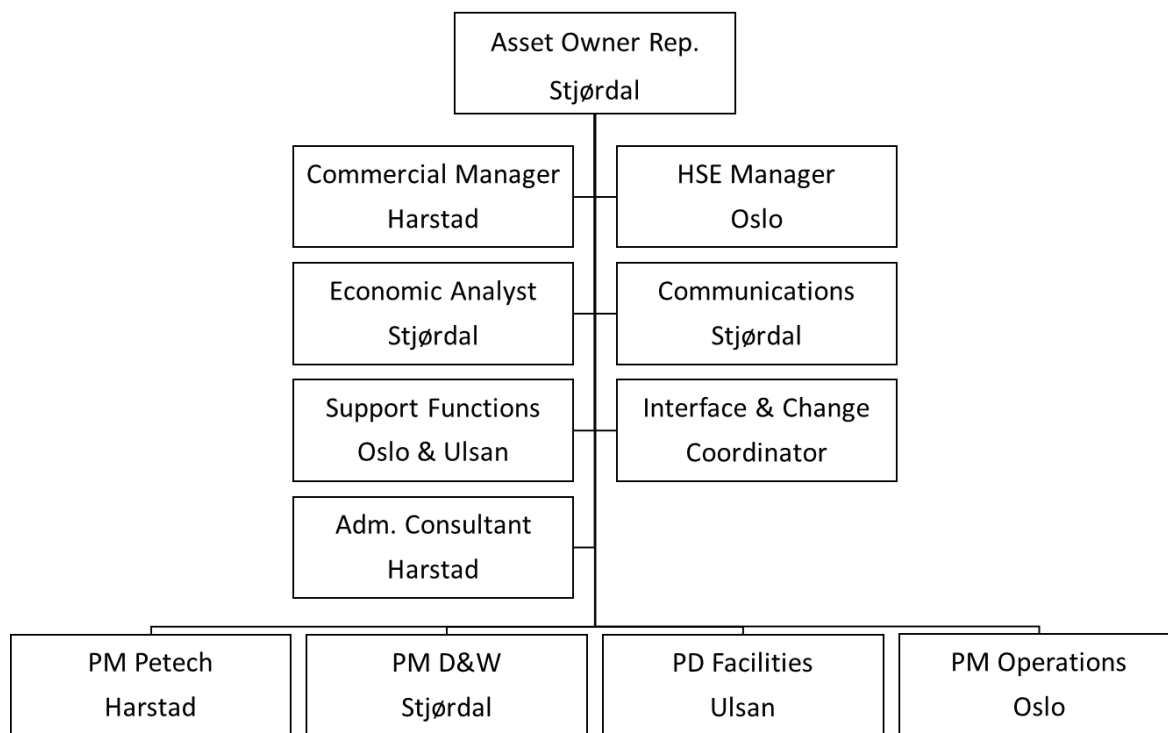 Asset Owner Rep.
Stjørdal
Commercial Manager
Harstad
HSE Manager
Oslo
Economic Analyst
Stjørdal
Communications
Stjørdal
Support Functions
Oslo & Ulsan
Interface & Change
Coordinator
Adm. Consultant
Harstad
PM Petech
Harstad
PM D&W
Stjørdal
PD Facilities
Ulsan
PM Operations
Oslo